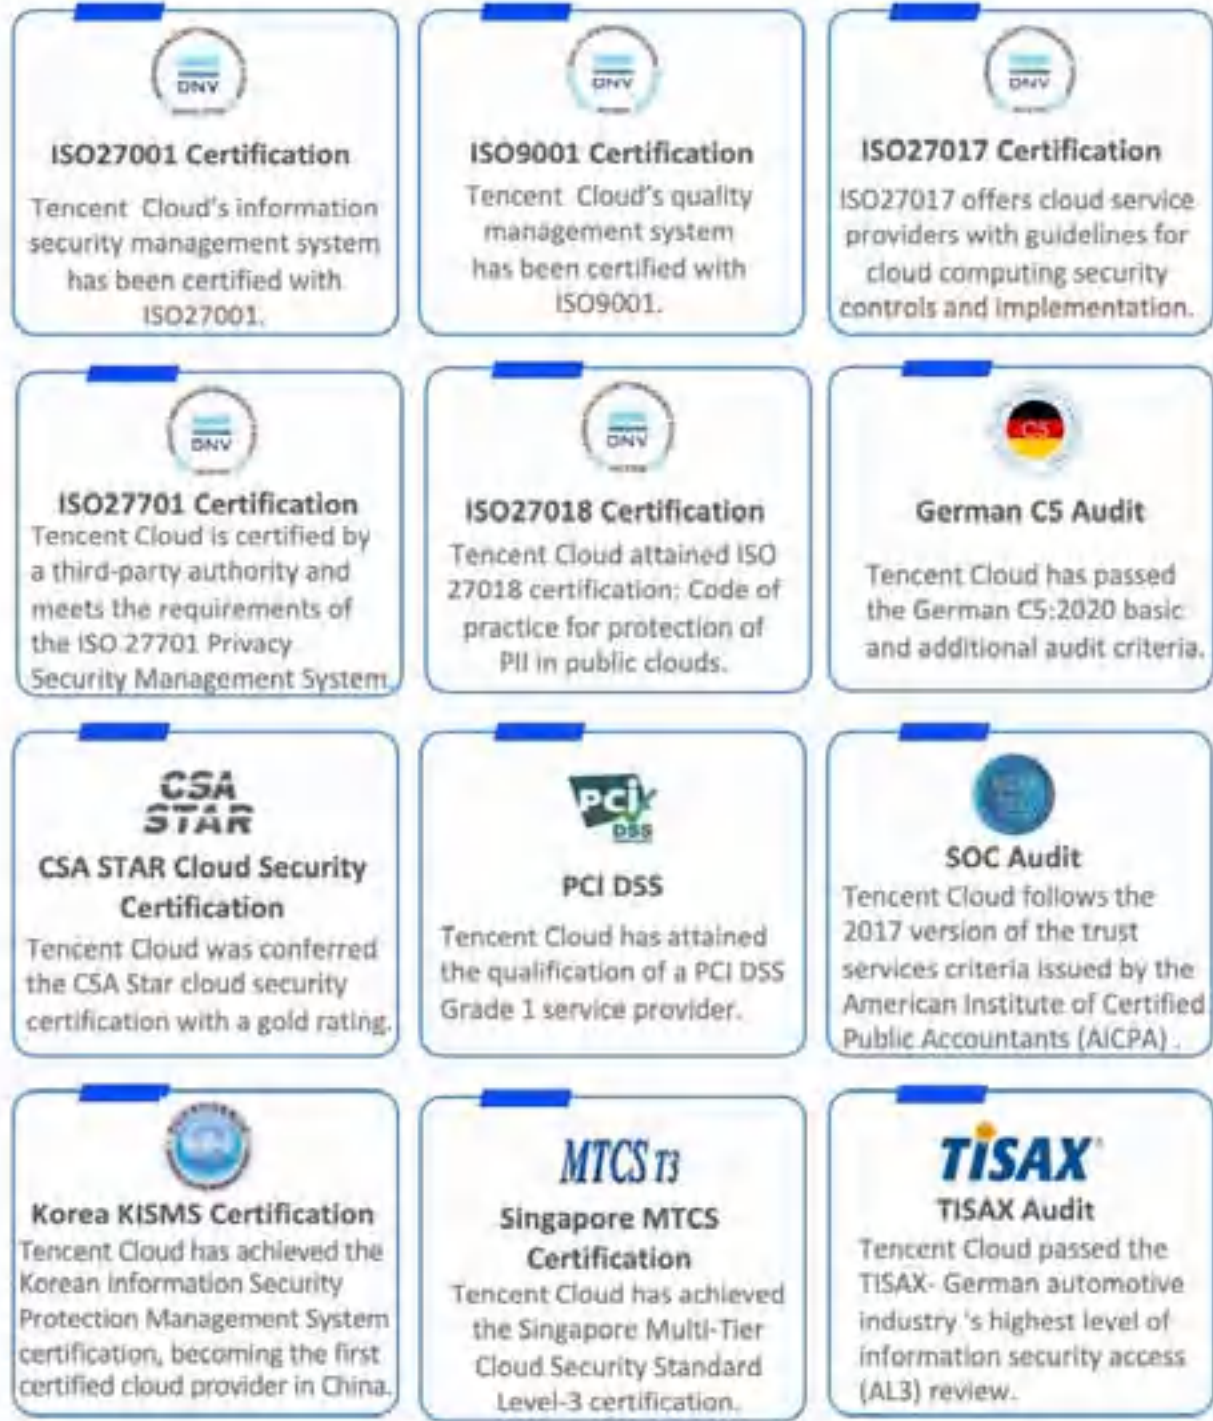 DNV
ISO27001 Certification
Tencent Cloud's information
security management system
has been certified with
ISO27001.
DNV
ISO9001 Certification
Tencent Cloud's quality
management system
has been certified with
ISO9001.
DNV
ISO27017 Certification
ISO27017 offers cloud service
providers with guidelines for
cloud computing security
controls and implementation.
DNV
ISO27701 Certification
Tencent Cloud is certified by
a third-party authority and
meets the requirements of
the ISO 27701 Privacy
Security Management System.
DNV
ISO27018 Certification
Tencent Cloud attained ISO
27018 certification: Code of
practice for protection of
PII in public clouds.
C5
German C5 Audit
Tencent Cloud has passed
the German C5:2020 basic
and additional audit criteria.
CSA
STAR
CSA STAR Cloud Security
Certification
Tencent Cloud was conferred
the CSA Star cloud security
certification with a gold rating.
PCI
DSS
PCI DSS
Tencent Cloud has attained
the qualification of a PCI DSS
Grade 1 service provider.
SOC Audit
Tencent Cloud follows the
2017 version of the trust
services criteria issued by the
American Institute of Certified
Public Accountants (AICPA) .
Korea KISMS Certification
Tencent Cloud has achieved the
Korean Information Security
Protection Management System
certification, becoming the first
certified cloud provider in China.
MTCS T3
Singapore MTCS
Certification
Tencent Cloud has achieved
the Singapore Multi-Tier
Cloud Security Standard
Level-3 certification.
TISAX
TISAX Audit
Tencent Cloud passed the
TISAX- German automotive
industry 's highest level of
information security access
(AL3) review.